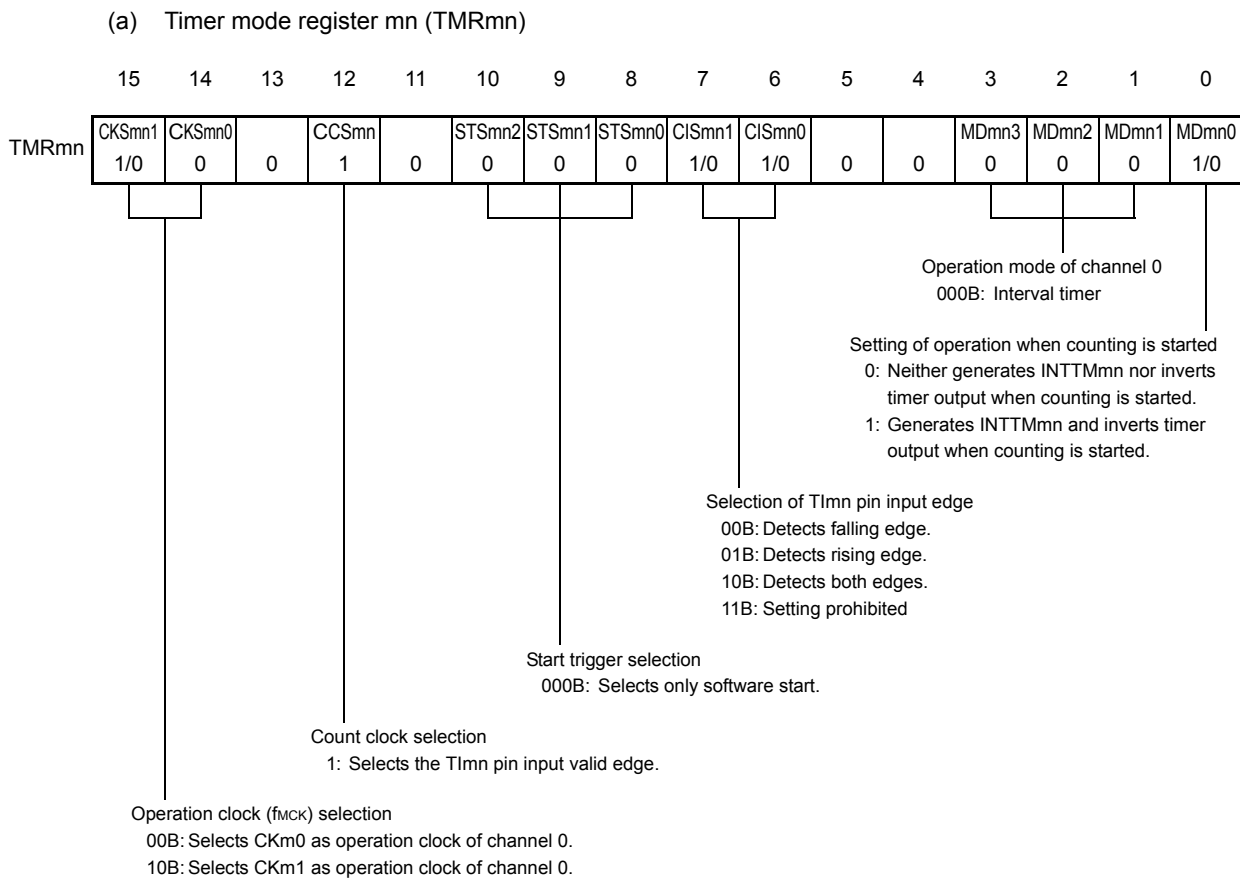 (a) Timer mode register mn (TMRmn)
15 14 13 12 11 10 9 8 7 6 5 4 3 2 1 0
TMRmn
CKSmn1 CKSmn0 CCSmn STSmn2 STSmn1 STSmn0 CISmn1 CISmn0 MDmn3 MDmn2 MDmn1 MDmn0
1/0 0 0 1 0 0 0 0 1/0 1/0 0 0 0 0 0 1/0
Operation mode of channel 0
000B: Interval timer
Setting of operation when counting is started
0: Neither generates INTTMmn nor inverts
timer output when counting is started.
1: Generates INTTMmn and inverts timer
output when counting is started.
Selection of TImn pin input edge
00B: Detects falling edge.
01B: Detects rising edge.
10B: Detects both edges.
11B: Setting prohibited
Start trigger selection
000B: Selects only software start.
Count clock selection
1: Selects the TImn pin input valid edge.
Operation clock (fMCK) selection
00B: Selects CKm0 as operation clock of channel 0.
10B: Selects CKm1 as operation clock of channel 0.